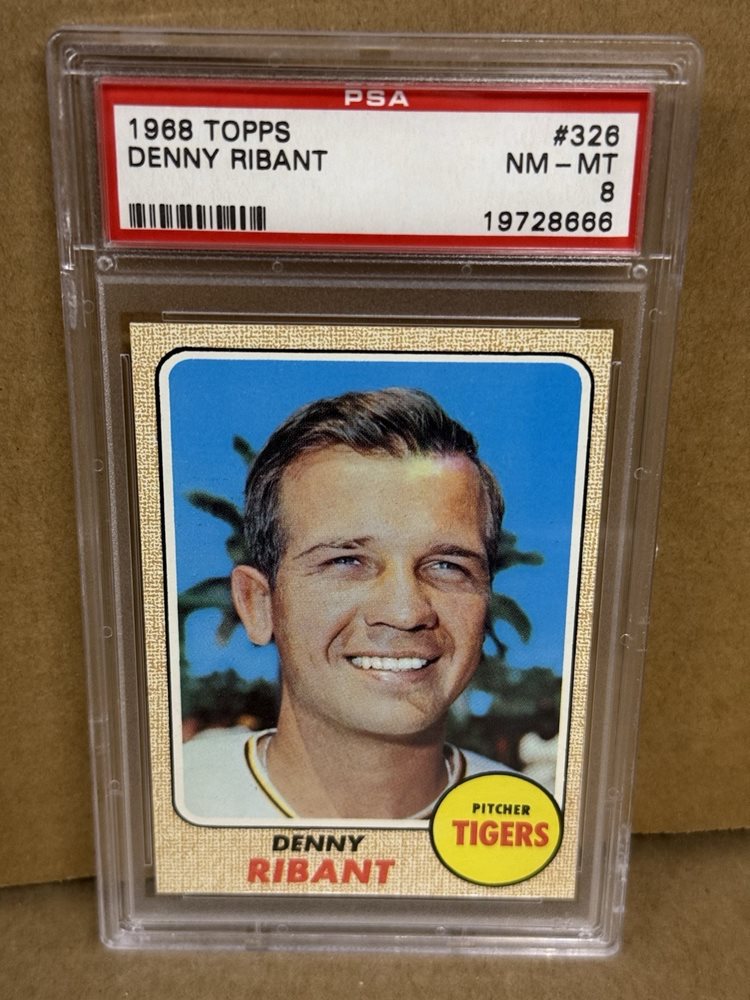 PSA
1968 TOPPS #326
DENNY RIBANT NM - MT
8
19728666
PITCHER
TIGERS
DENNY
RIBANT